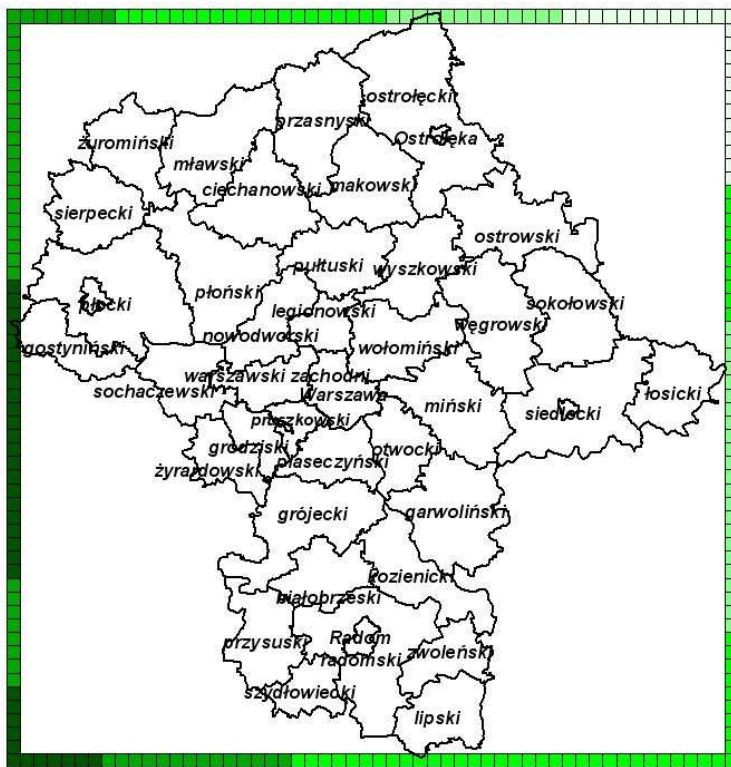 ostrołęcki
przasnyski
Ostrołęka
żuromiński
mławski
ciechanowski
makowski
sierpecki
ostrowski
pułtuski
wyszkowski
płoński
płocki
legionowski
sokołowski
węgrowski
nowodworski
gostyniński
wołomiński
warszawski zachodni
sochaczewski
Warszawa
łosicki
miński
siedlecki
pruszkowski
grodziski
otwocki
piaseczyński
żyrardowski
grójecki
garwoliński
kozienicki
białobrzeski
Radom
przysuski
zwoleński
radomski
szydłowiecki
lipski